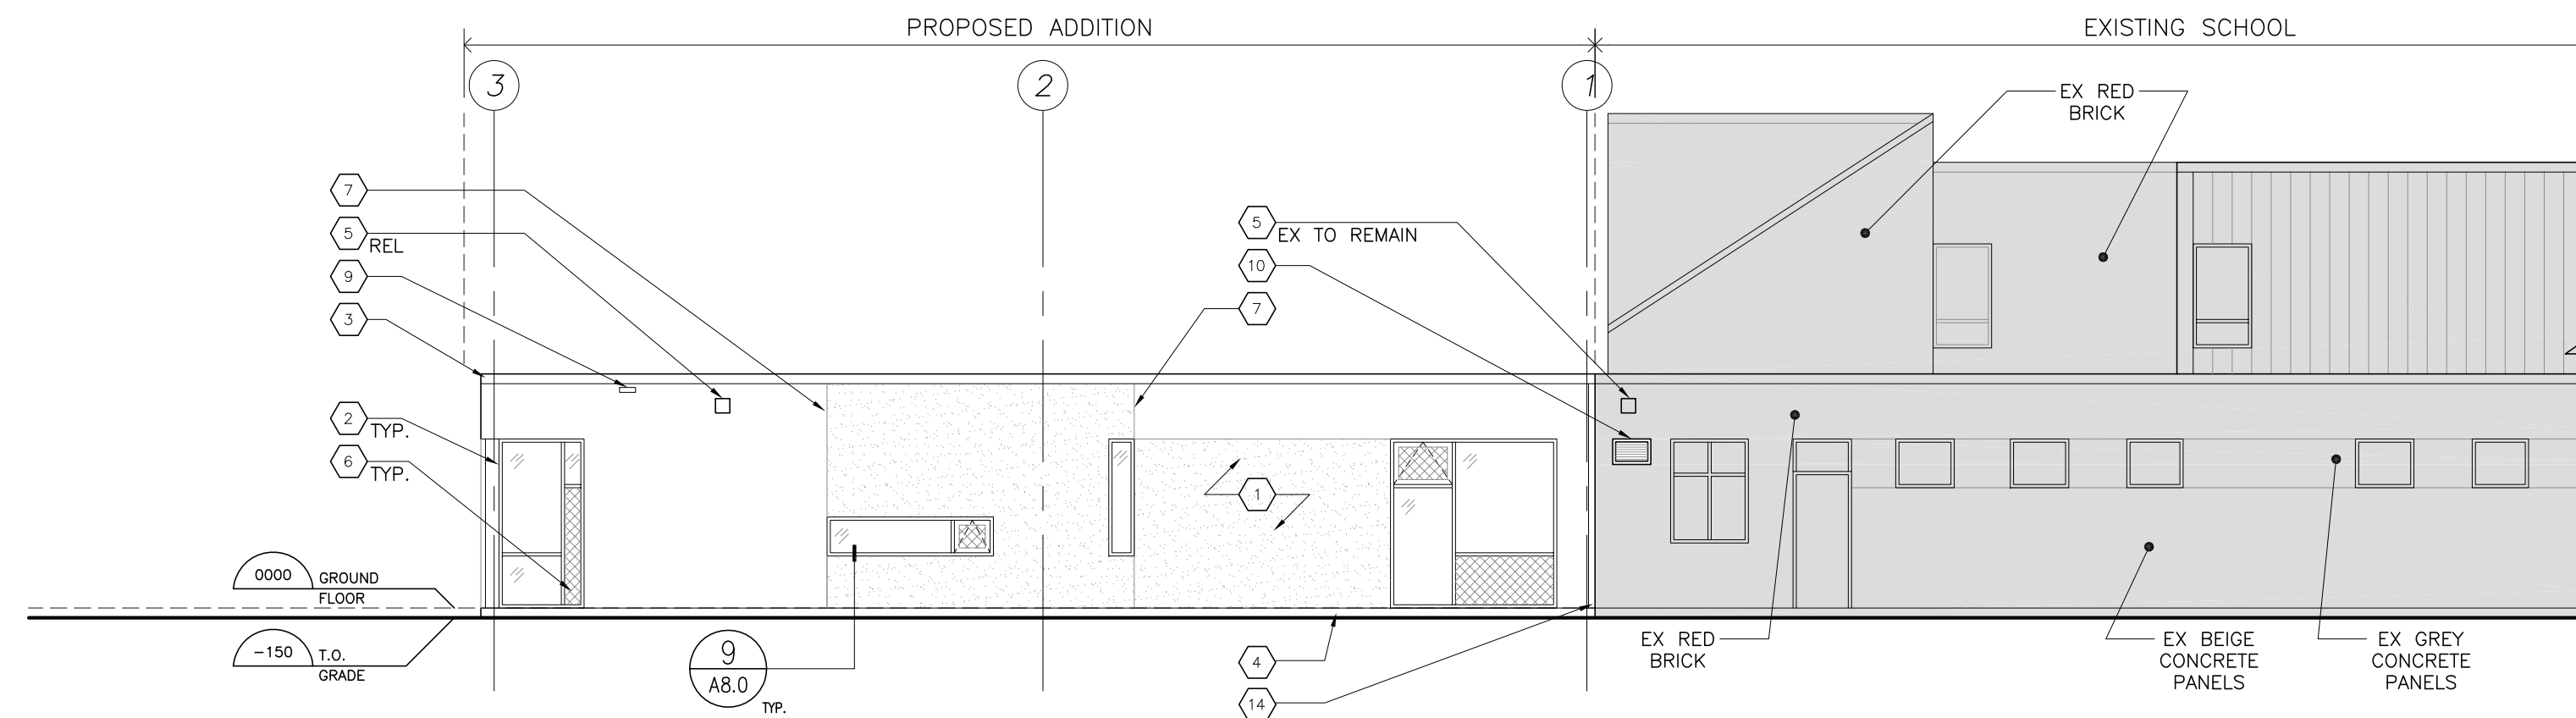 PROPOSED ADDITION
EXISTING SCHOOL
3
2
1
EX RED
BRICK
7
5
REL
9
3
5
EX TO REMAIN
10
7
2
TYP.
6
TYP.
1
0000
GROUND
FLOOR
-150
T.O.
GRADE
9
A8.0
TYP.
4
14
EX RED
BRICK
EX BEIGE
CONCRETE
PANELS
EX GREY
CONCRETE
PANELS